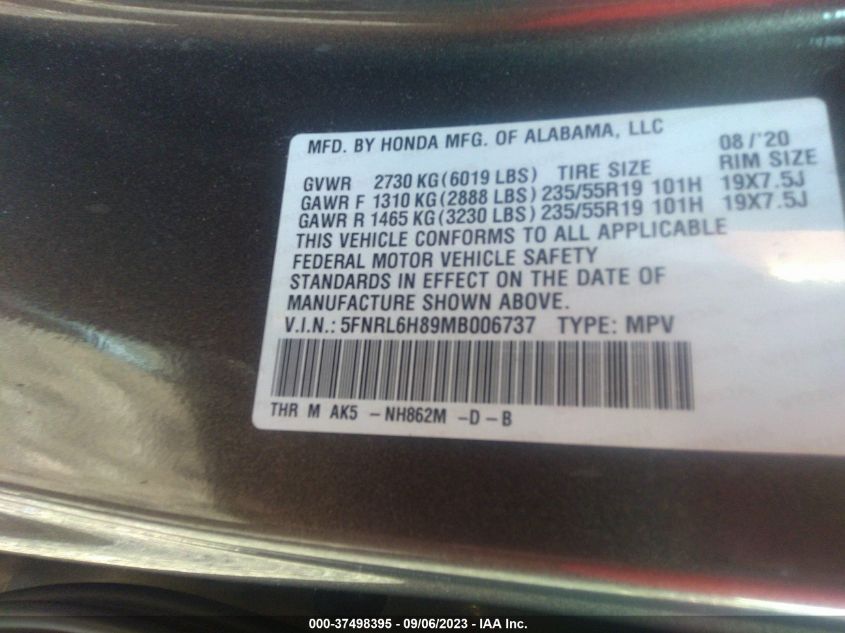 MFD. BY HONDA MFG. OF ALABAMA, LLC 08/'20
GVWR 2730 KG(6019 LBS) TIRE SIZE RIM SIZE
GAWR F 1310 KG(2888 LBS) 235/55R19 101H 19X7.5J
GAWR R 1465 KG(3230 LBS) 235/55R19 101H 19X7.5J
THIS VEHICLE CONFORMS TO ALL APPLICABLE
FEDERAL MOTOR VEHICLE SAFETY
STANDARDS IN EFFECT ON THE DATE OF
MANUFACTURE SHOWN ABOVE.
V.I.N.: 5FNRL6H89MB006737 TYPE: MPV
THR M AK5 – NH862M -D – B
000-37498395 - 09/06/2023 - IAA Inc.